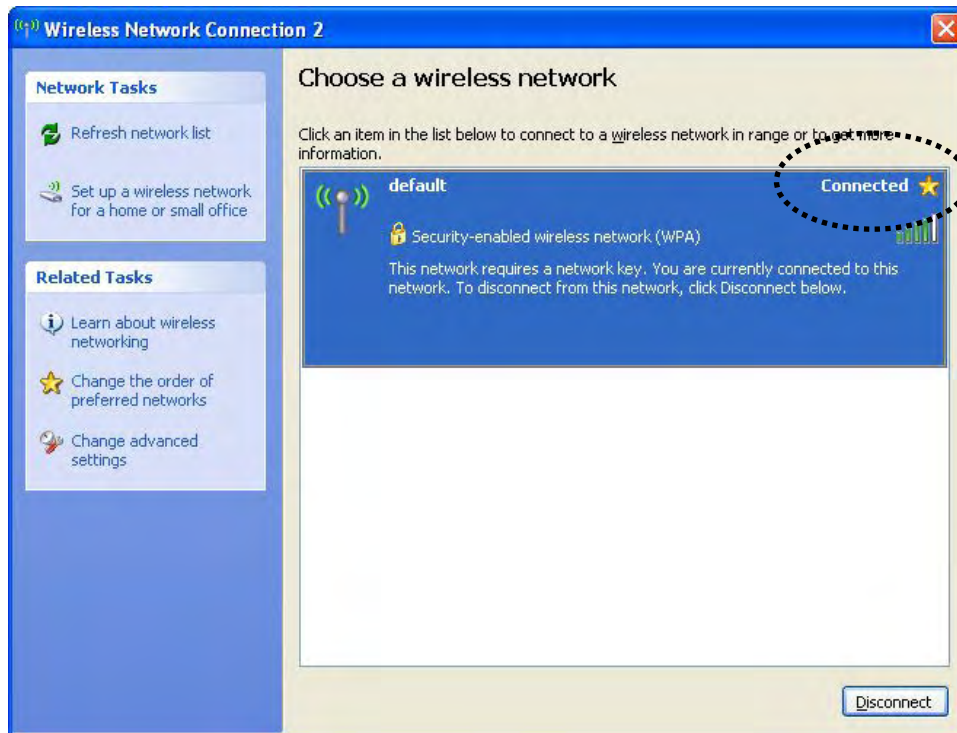 Wireless Network Connection 2
Network Tasks
Refresh network list
Set up a wireless network
for a home or small office
Related Tasks
Learn about wireless
networking
Change the order of
preferred networks
Change advanced
settings
Choose a wireless network
Click an item in the list below to connect to a wireless network in range or to get more
information.
default Connected
Security-enabled wireless network (WPA)
This network requires a network key. You are currently connected to this
network. To disconnect from this network, click Disconnect below.
Disconnect